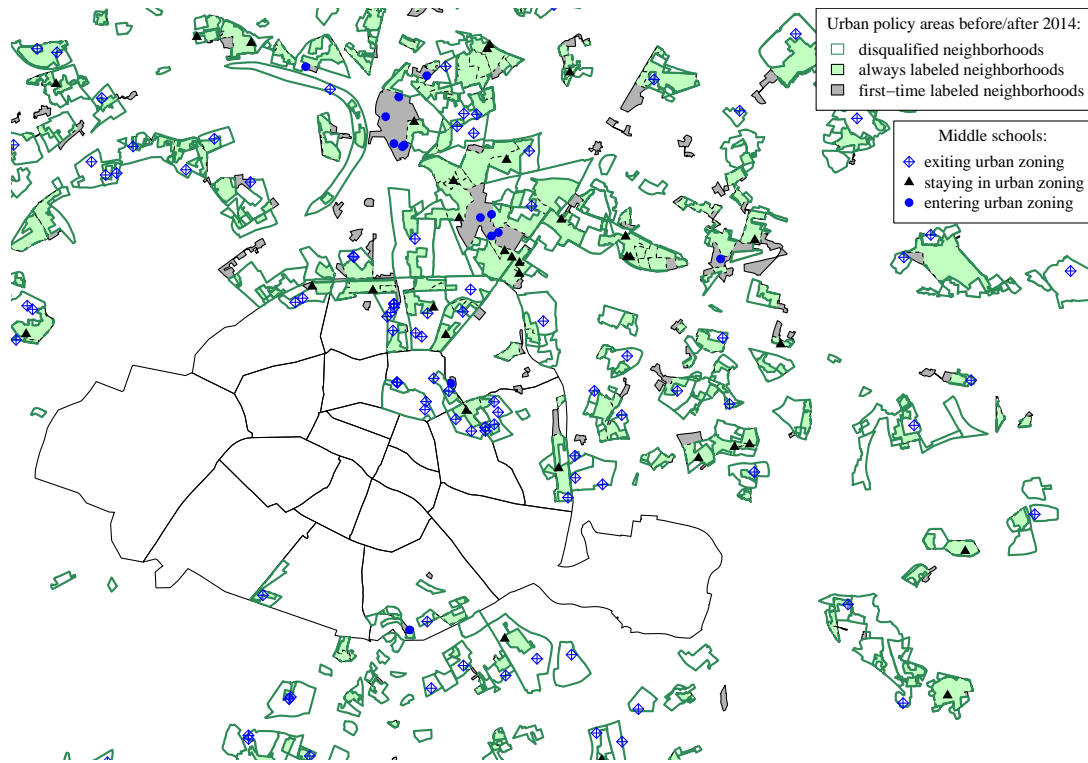 Urban policy areas before/after 2014:
disqualified neighborhoods
always labeled neighborhoods
first−time labeled neighborhoods
Middle schools:
exiting urban zoning
staying in urban zoning
entering urban zoning